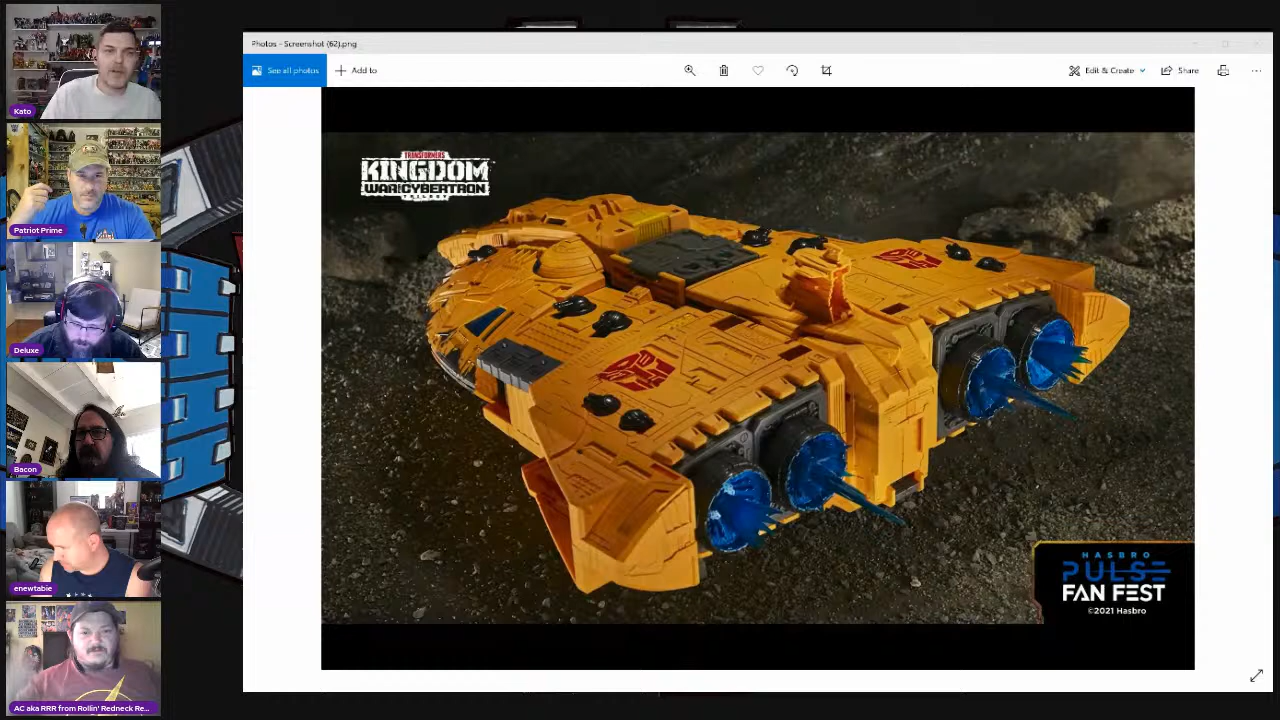 Photos - Screenshot (62).png
See all photos
Add to
Edit & Create
Share
TRANSFORMERS
KINGDOM
WAR FOR CYBERTRON
TRILOGY
HASBRO
PULSE
FAN FEST
©2021 Hasbro
Kato
Patriot Prime
Deluxe
Bacon
enewtabie
AC aka RRR from Rollin' Redneck Re...